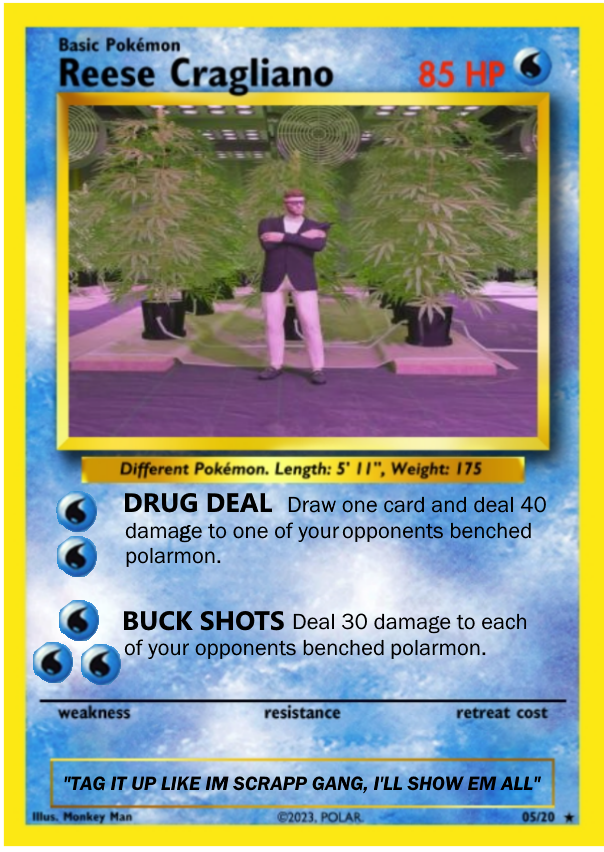 Basic Pokémon
Reese Cragliano 85 HP
Different Pokémon. Length: 5' 11", Weight: 175
DRUG DEAL Draw one card and deal 40
damage to one of your opponents benched
polarmon.
BUCK SHOTS Deal 30 damage to each
of your opponents benched polarmon.
weakness resistance retreat cost
"TAG IT UP LIKE IM SCRAPP GANG, I'LL SHOW EM ALL"
Illus. Monkey Man ©2023. POLAR. 05/20 ★